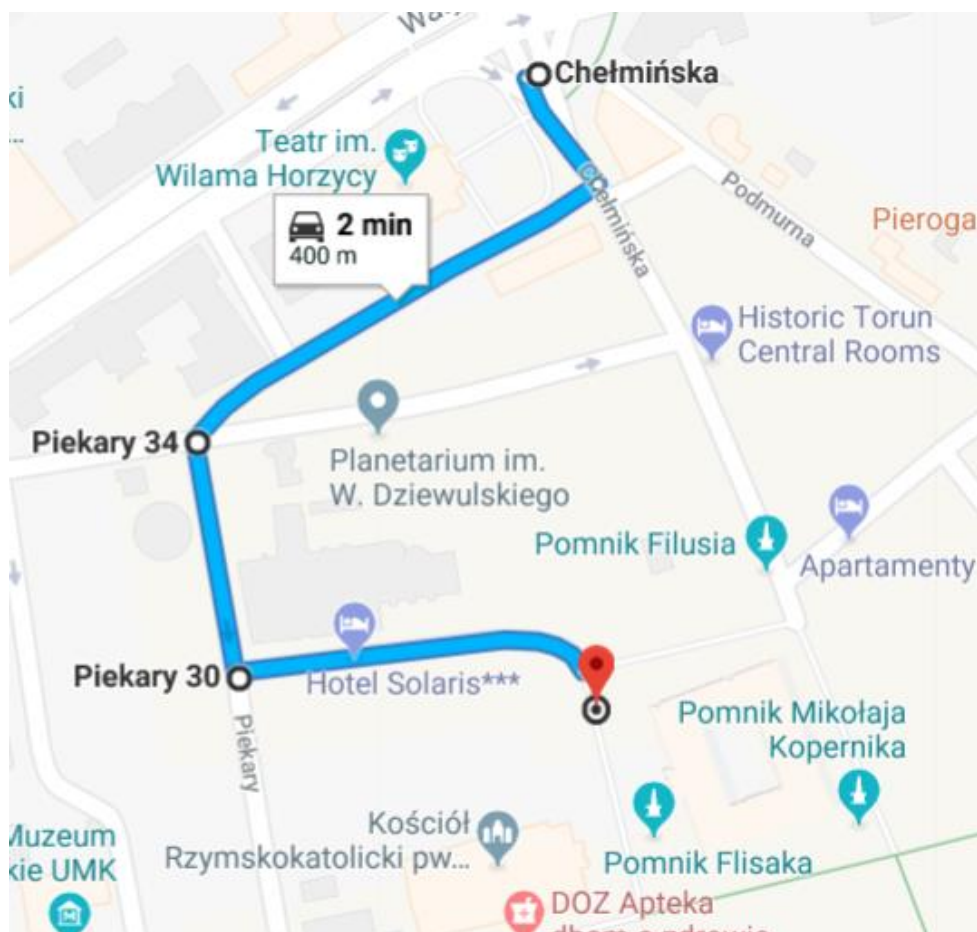 Chełmińska
Teatr im.
Wilama Horzycy
Podmurna
2 min
400 m
Chełmińska
Pieroga
Historic Torun
Central Rooms
Piekary 34
Planetarium im.
W. Dziewulskiego
Pomnik Filusia
Apartamenty
Piekary 30
Hotel Solaris***
Piekary
Pomnik Mikołaja
Kopernika
Kościół
Rzymskokatolicki pw...
Pomnik Flisaka
Muzeum
kie UMK
DOZ Apteka